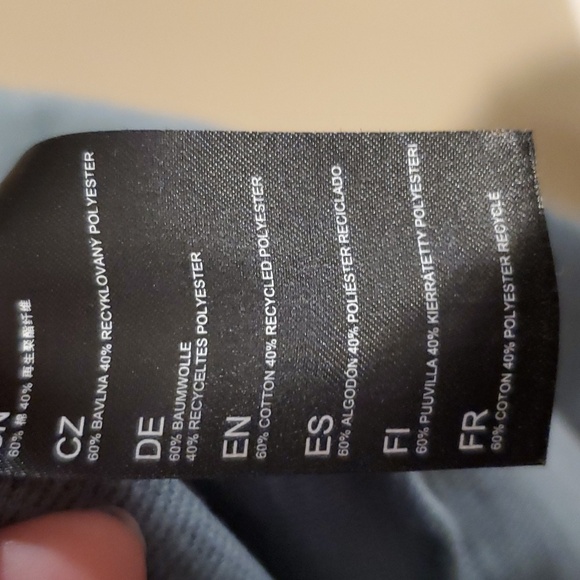 N
60% 棉 40% 再生聚酯纤维
CZ
60% BAVLNA 40% RECYKLOVANÝ POLYESTER
DE
60% BAUMWOLLE
40% RECYCELTES POLYESTER
EN
60% COTTON 40% RECYCLED POLYESTER
ES
60% ALGODÓN 40% POLIÉSTER RECICLADO
FI
60% PUUVILLA 40% KIERRÄTETTY POLYESTERI
FR
60% COTON 40% POLYESTER RECYCLÉ